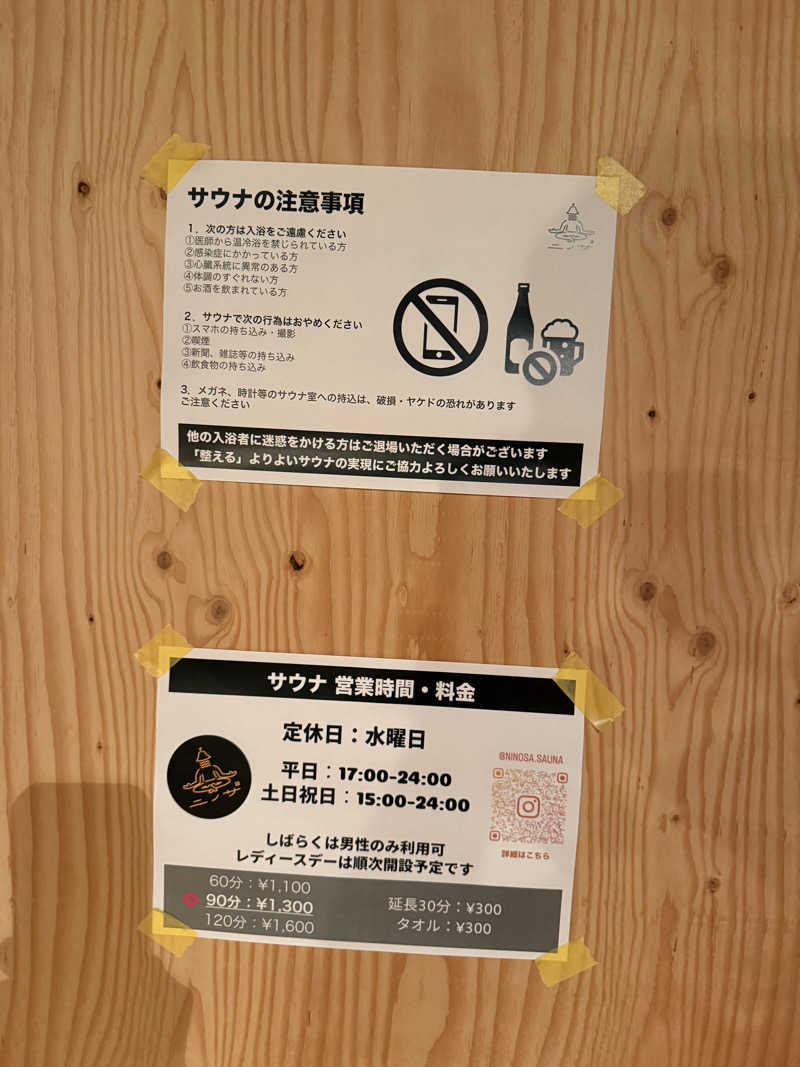 サウナの注意事項
1．次の方は入浴をご遠慮ください
①医師から温冷浴を禁じられている方
②感染症にかかっている方
③心臓系統に異常のある方
④体調のすぐれない方
⑤お酒を飲まれている方
2．サウナで次の行為はおやめください
①スマホの持ち込み・撮影
②喫煙
③新聞、雑誌等の持ち込み
④飲食物の持ち込み
3．メガネ、時計等のサウナ室への持込は、破損・ヤケドの恐れがあります
ご注意ください
他の入浴者に迷惑をかける方はご退場いただく場合がございます
「整える」よりよいサウナの実現にご協力よろしくお願いいたします
サウナ 営業時間・料金
定休日：水曜日
平日：17:00-24:00
土日祝日：15:00-24:00
ニノサ
@NINOSA.SAUNA
詳細はこちら
しばらくは男性のみ利用可
レディースデーは順次開設予定です
60分：¥1,100
90分：¥1,300
120分：¥1,600
延長30分：¥300
タオル：¥300